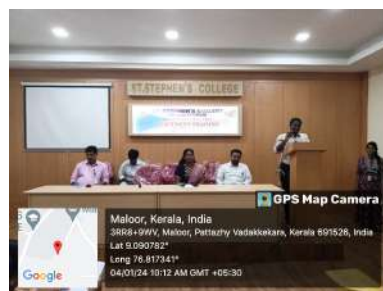 ST.STEPHEN'S COLLEGE
GPS Map Camera
Maloor, Kerala, India
3RR8+9WV, Maloor, Pattazhy Vadakkekara, Kerala 691526, India
Lat 9.090782°
Long 76.817341°
04/01/24 10:12 AM GMT +05:30
Google